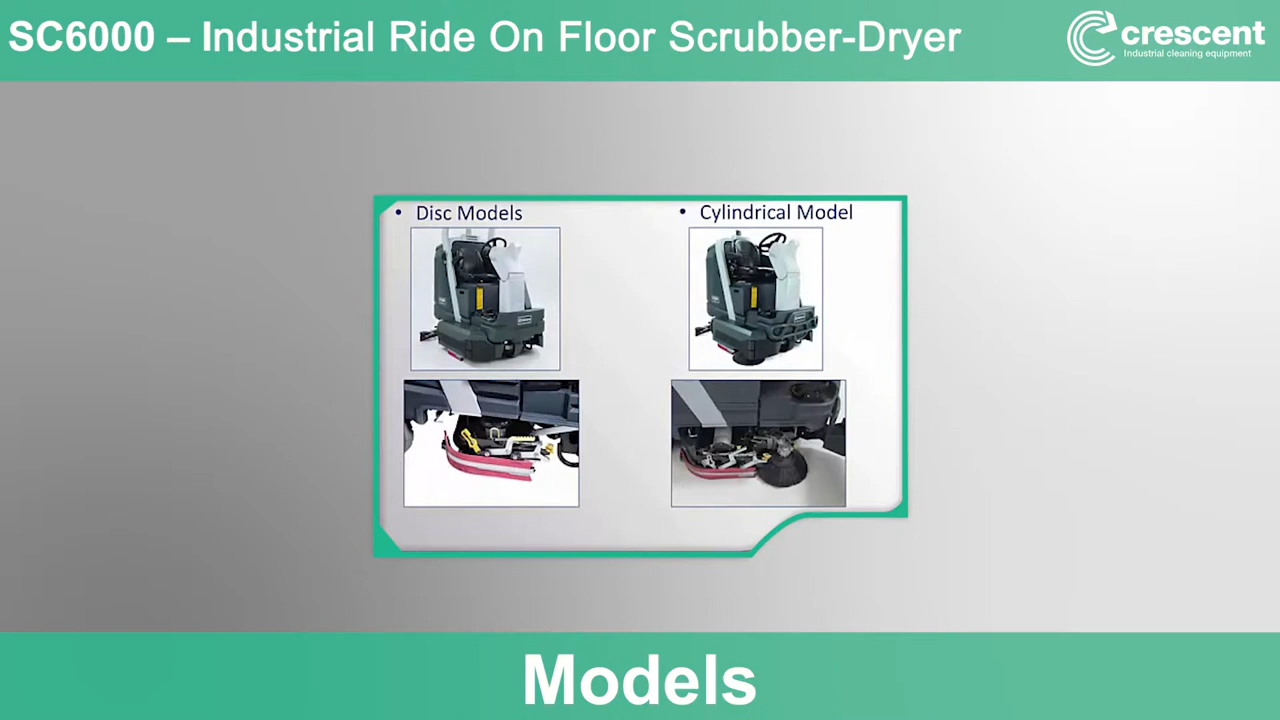 SC6000 – Industrial Ride On Floor Scrubber-Dryer
crescent
Industrial cleaning equipment
• Disc Models
• Cylindrical Model
Models